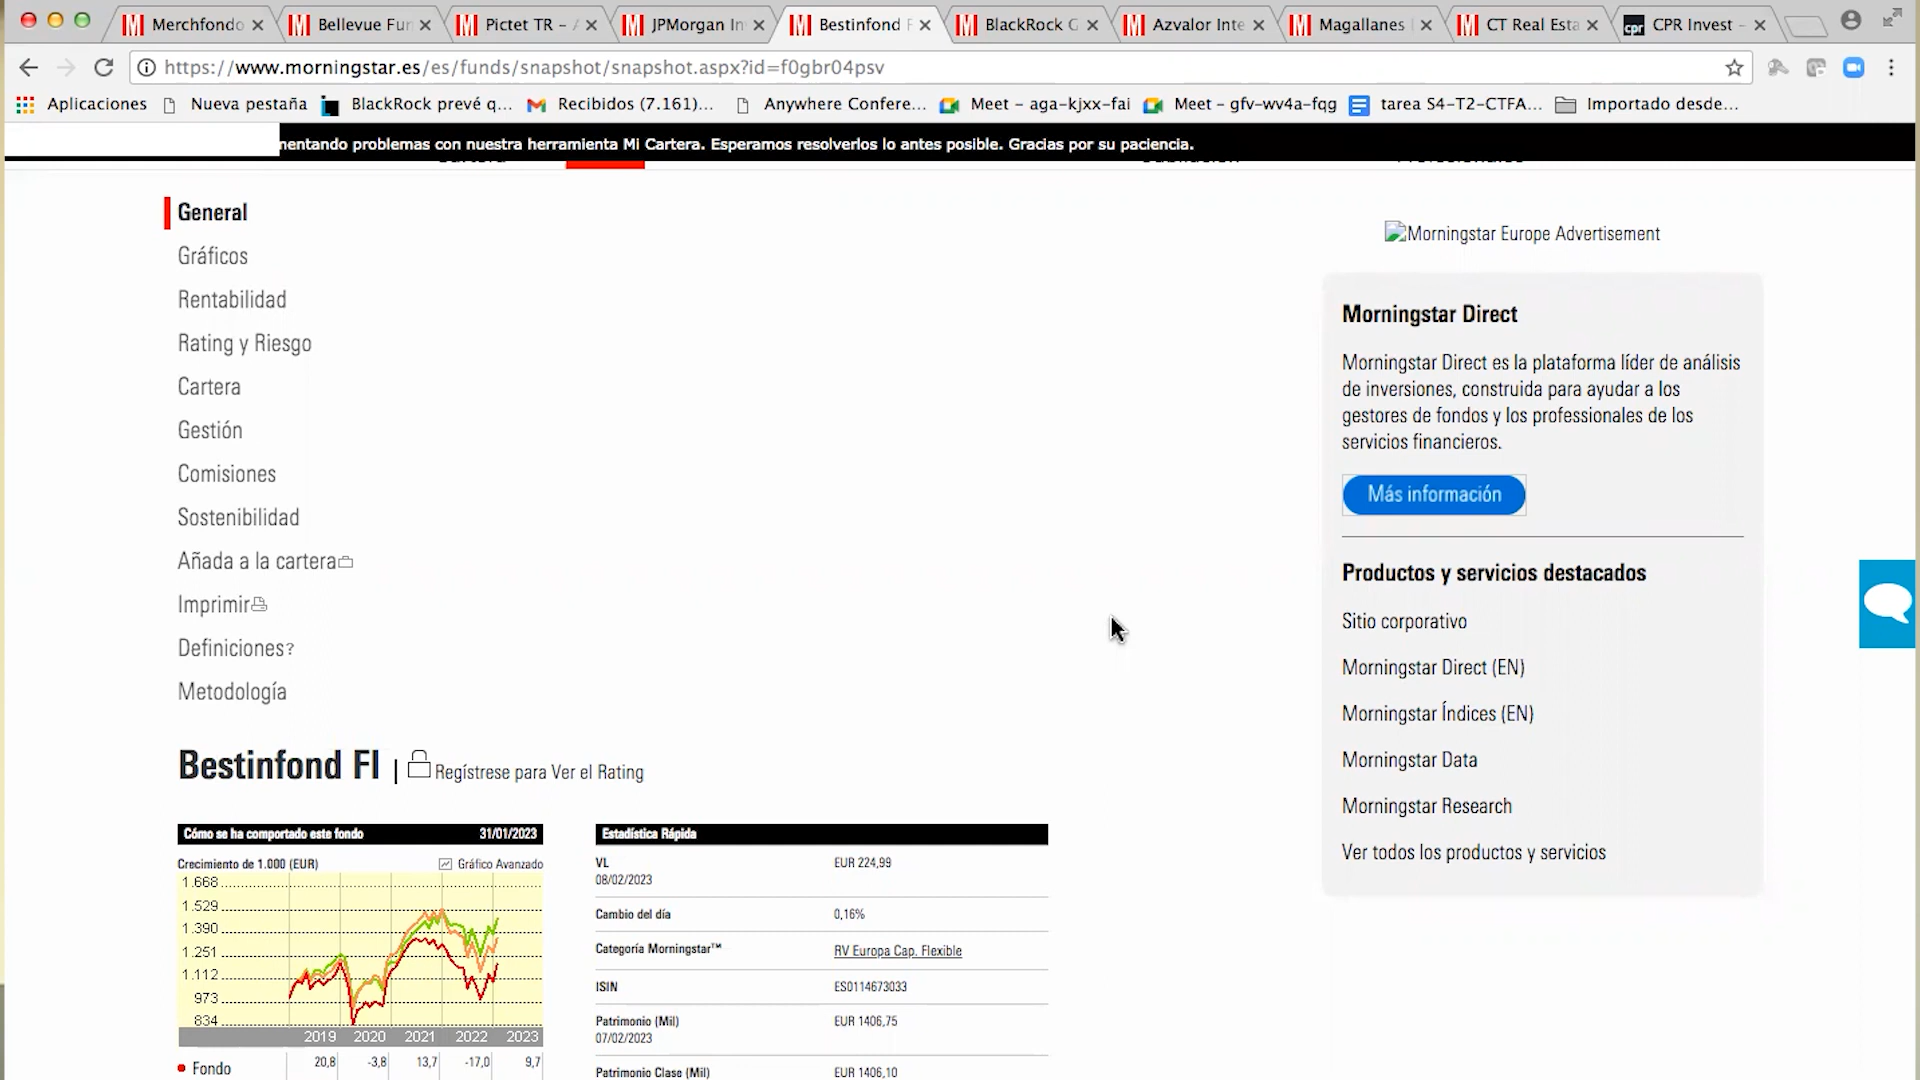 Merchfondo
Bellevue Fun
Pictet TR – A
JPMorgan In
Bestinfond F
BlackRock G
Azvalor Inte
Magallanes
CT Real Esta
CPR Invest –
https://www.morningstar.es/es/funds/snapshot/snapshot.aspx?id=f0gbr04psv
Aplicaciones
Nueva pestaña
BlackRock prevé q...
Recibidos (7.161)...
Anywhere Confere...
Meet – aga-kjxx-fai
Meet – gfv-wv4a-fqg
tarea S4-T2-CTFA...
Importado desde...
mentando problemas con nuestra herramienta Mi Cartera. Esperamos resolverlos lo antes posible. Gracias por su paciencia.
General
Gráficos
Rentabilidad
Rating y Riesgo
Cartera
Gestión
Comisiones
Sostenibilidad
Añada a la cartera
Imprimir
Definiciones?
Metodología
Morningstar Europe Advertisement
Morningstar Direct
Morningstar Direct es la plataforma líder de análisis
de inversiones, construida para ayudar a los
gestores de fondos y los professionales de los
servicios financieros.
Más información
Productos y servicios destacados
Sitio corporativo
Morningstar Direct (EN)
Morningstar Índices (EN)
Morningstar Data
Morningstar Research
Ver todos los productos y servicios
Bestinfond FI | Regístrese para Ver el Rating
Cómo se ha comportado este fondo 31/01/2023
Crecimiento de 1.000 (EUR) Gráfico Avanzado
1.668
1.529
1.390
1.251
1.112
973
834
2019 2020 2021 2022 2023
Fondo 20,8 -3,8 13,7 -17,0 9,7
Estadística Rápida
VL EUR 224,99
08/02/2023
Cambio del día 0,16%
Categoría Morningstar™ RV Europa Cap. Flexible
ISIN ES0114673033
Patrimonio (Mil) EUR 1406,75
07/02/2023
Patrimonio Clase (Mil) EUR 1406,10